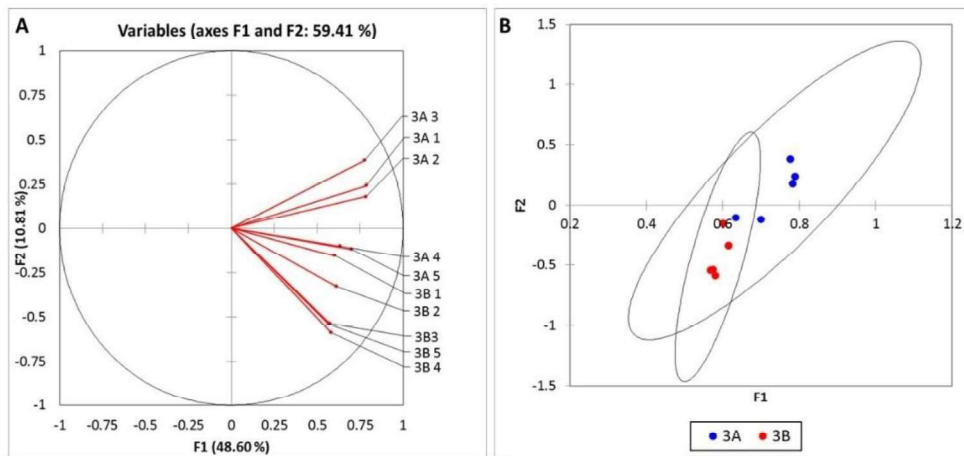 A
Variables (axes F1 and F2: 59.41 %)
1
0.75
0.5
0.25
0
-0.25
-0.5
-0.75
-1
F2 (10.81 %)
-1 -0.75 -0.5 -0.25 0 0.25 0.5 0.75 1
F1 (48.60 %)
3A 3
3A 1
3A 2
3A 4
3A 5
3B 1
3B 2
3B3
3B 5
3B 4
B
1.5
1
0.5
0
-0.5
-1
-1.5
F2
0.2 0.4 0.6 0.8 1 1.2
F1
3A 3B